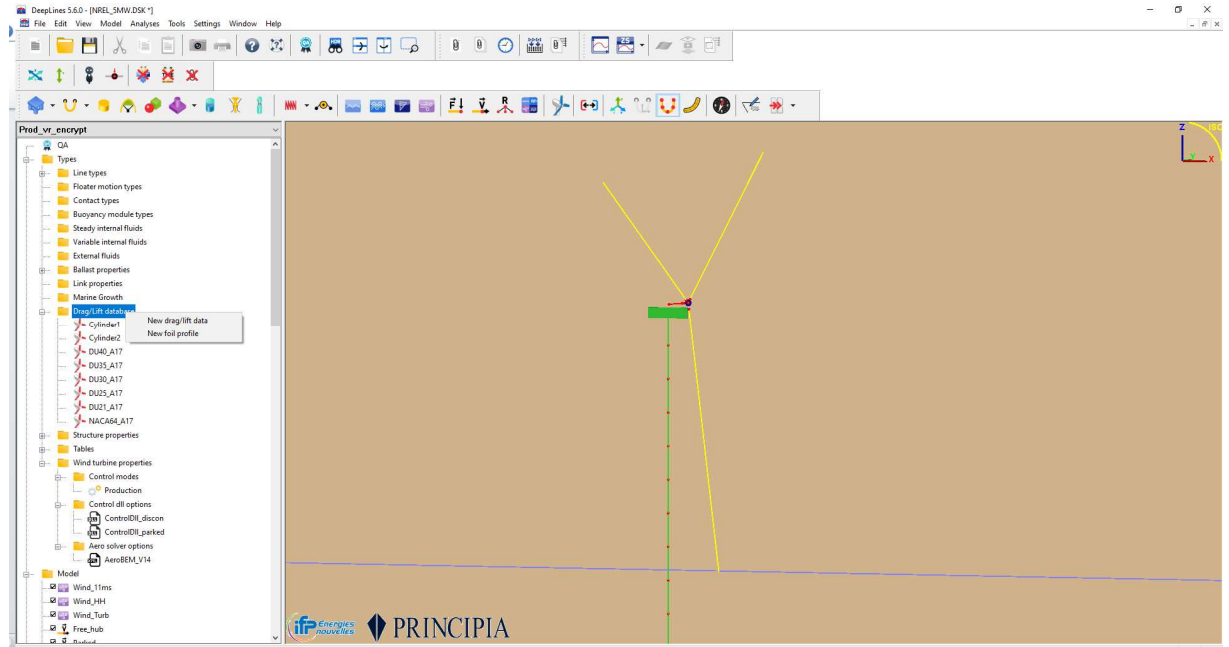 DeepLines 5.6.0 - [NREL_5MW.DSK *]
File Edit View Model Analyses Tools Settings Window Help
Prod_vr_encrypt
QA
Types
Line types
Floater motion types
Contact types
Buoyancy module types
Steady internal fluids
Variable internal fluids
External fluids
Ballast properties
Link properties
Marine Growth
Drag/Lift database
New drag/lift data
New foil profile
Cylinder1
Cylinder2
DU40_A17
DU35_A17
DU30_A17
DU25_A17
DU21_A17
NACA64_A17
Structure properties
Tables
Wind turbine properties
Control modes
Production
Control dll options
ControlDll_discon
ControlDll_parked
Aero solver options
AeroBEM_V14
Model
Wind_11ms
Wind_HH
Wind_Turb
Free_hub
Parked
Z
ISO
Y
X
ifp Energies nouvelles
PRINCIPIA